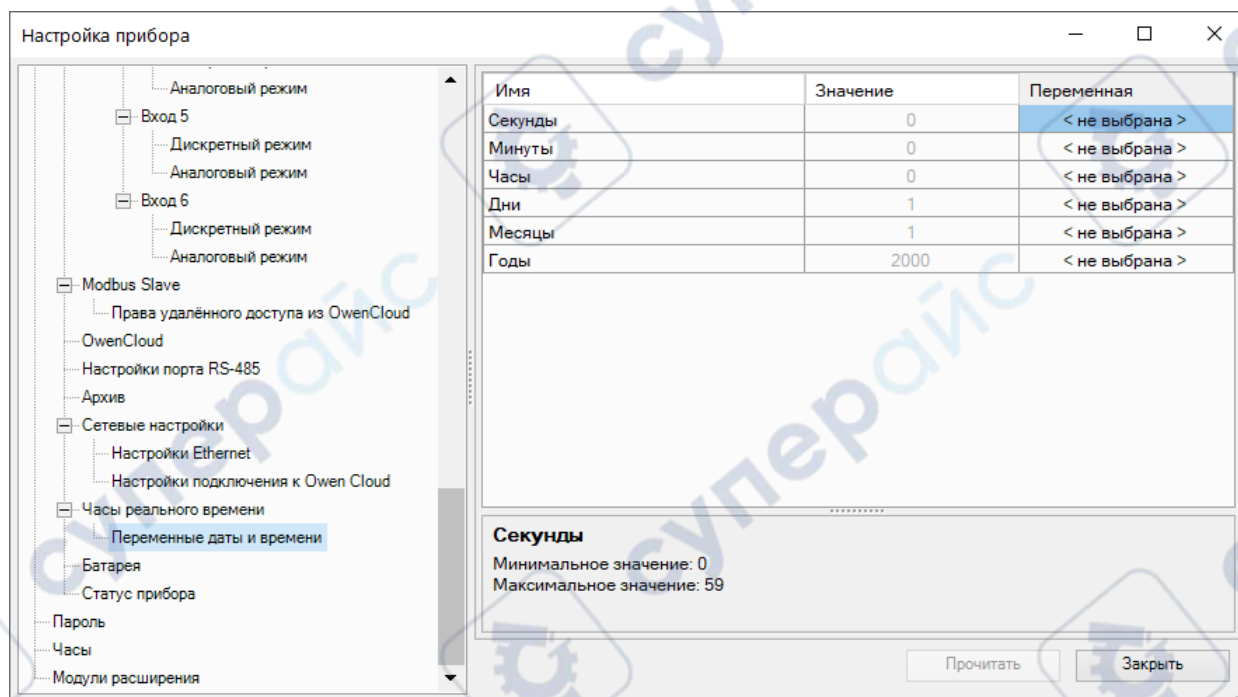 Настройка прибора
Аналоговый режим
Вход 5
Дискретный режим
Аналоговый режим
Вход 6
Дискретный режим
Аналоговый режим
Modbus Slave
Права удалённого доступа из OwenCloud
OwenCloud
Настройки порта RS-485
Архив
Сетевые настройки
Настройки Ethernet
Настройки подключения к Owen Cloud
Часы реального времени
Переменные даты и времени
Батарея
Статус прибора
Пароль
Часы
Модули расширения
Имя Значение Переменная
Секунды 0 < не выбрана >
Минуты 0 < не выбрана >
Часы 0 < не выбрана >
Дни 1 < не выбрана >
Месяцы 1 < не выбрана >
Годы 2000 < не выбрана >
Секунды
Минимальное значение: 0
Максимальное значение: 59
Прочитать Закрыть
суперайс
суперайс